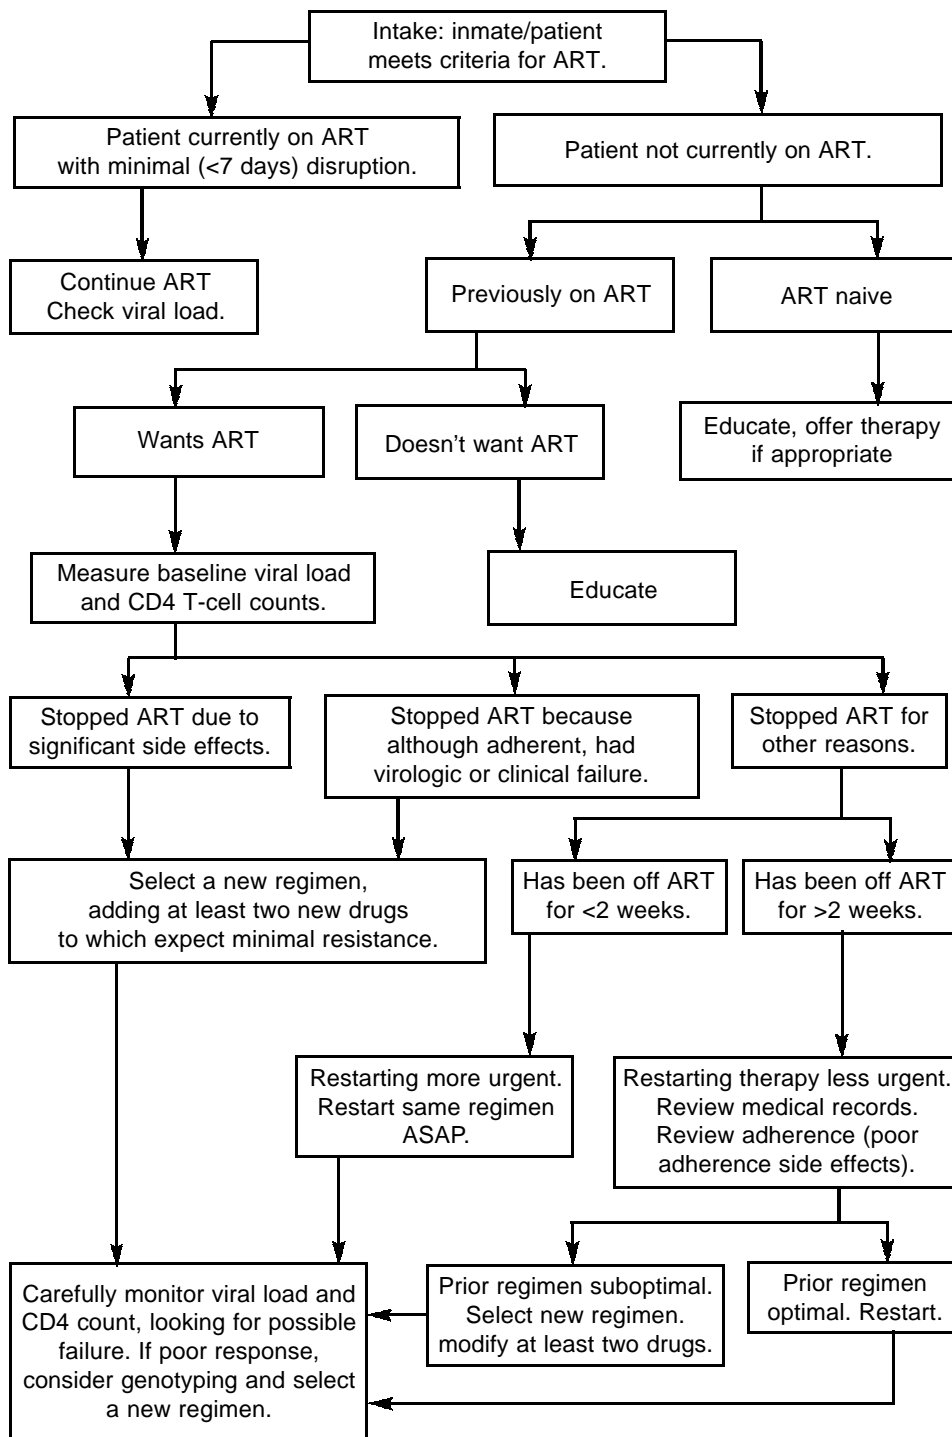 Intake: inmate/patient
meets criteria for ART.
Patient currently on ART
with minimal (<7 days) disruption.
Patient not currently on ART.
Continue ART
Check viral load.
Previously on ART
ART naive
Wants ART
Doesn't want ART
Educate, offer therapy
if appropriate
Measure baseline viral load
and CD4 T-cell counts.
Educate
Stopped ART due to
significant side effects.
Stopped ART because
although adherent, had
virologic or clinical failure.
Stopped ART for
other reasons.
Select a new regimen,
adding at least two new drugs
to which expect minimal resistance.
Has been off ART
for <2 weeks.
Has been off ART
for >2 weeks.
Restarting more urgent.
Restart same regimen
ASAP.
Restarting therapy less urgent.
Review medical records.
Review adherence (poor
adherence side effects).
Carefully monitor viral load and
CD4 count, looking for possible
failure. If poor response,
consider genotyping and select
a new regimen.
Prior regimen suboptimal.
Select new regimen.
modify at least two drugs.
Prior regimen
optimal. Restart.